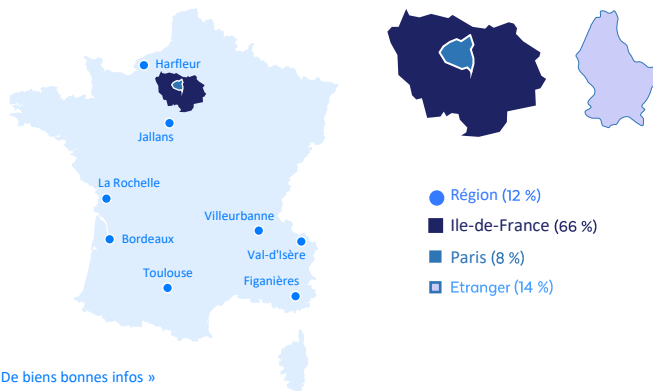 Harfleur
Jallans
La Rochelle
Villeurbanne
Bordeaux
Val-d'Isère
Toulouse
Figanières
Région (12 %)
Ile-de-France (66 %)
Paris (8 %)
Etranger (14 %)
De biens bonnes infos »